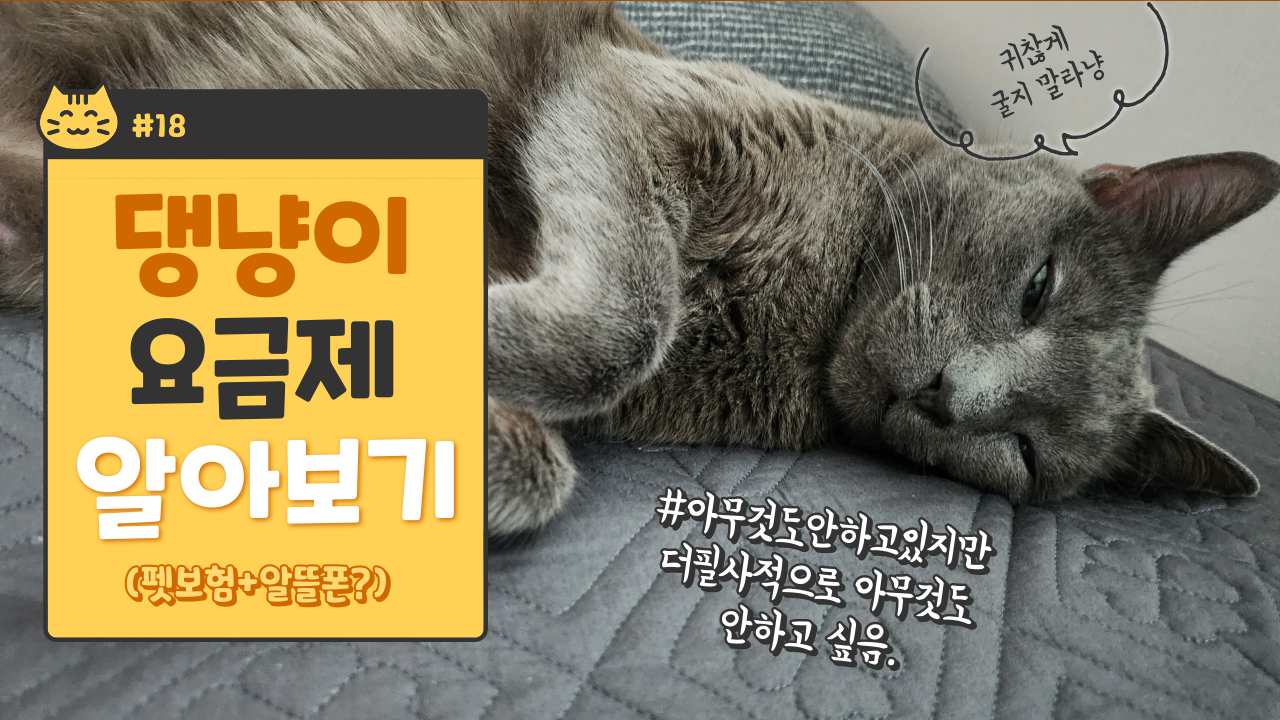 #18
댕냥이
요금제
알아보기
(펫보험+알뜰폰?)
귀찮게
굴지 말라냥
#아무것도안하고있지만
더필사적으로 아무것도
안하고 싶음.